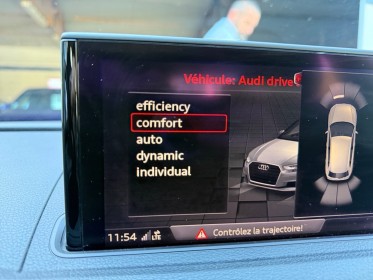 Véhicule: Audi drive
efficiency
comfort
auto
dynamic
individual
11:54 LTE
Contrôlez la trajectoire!